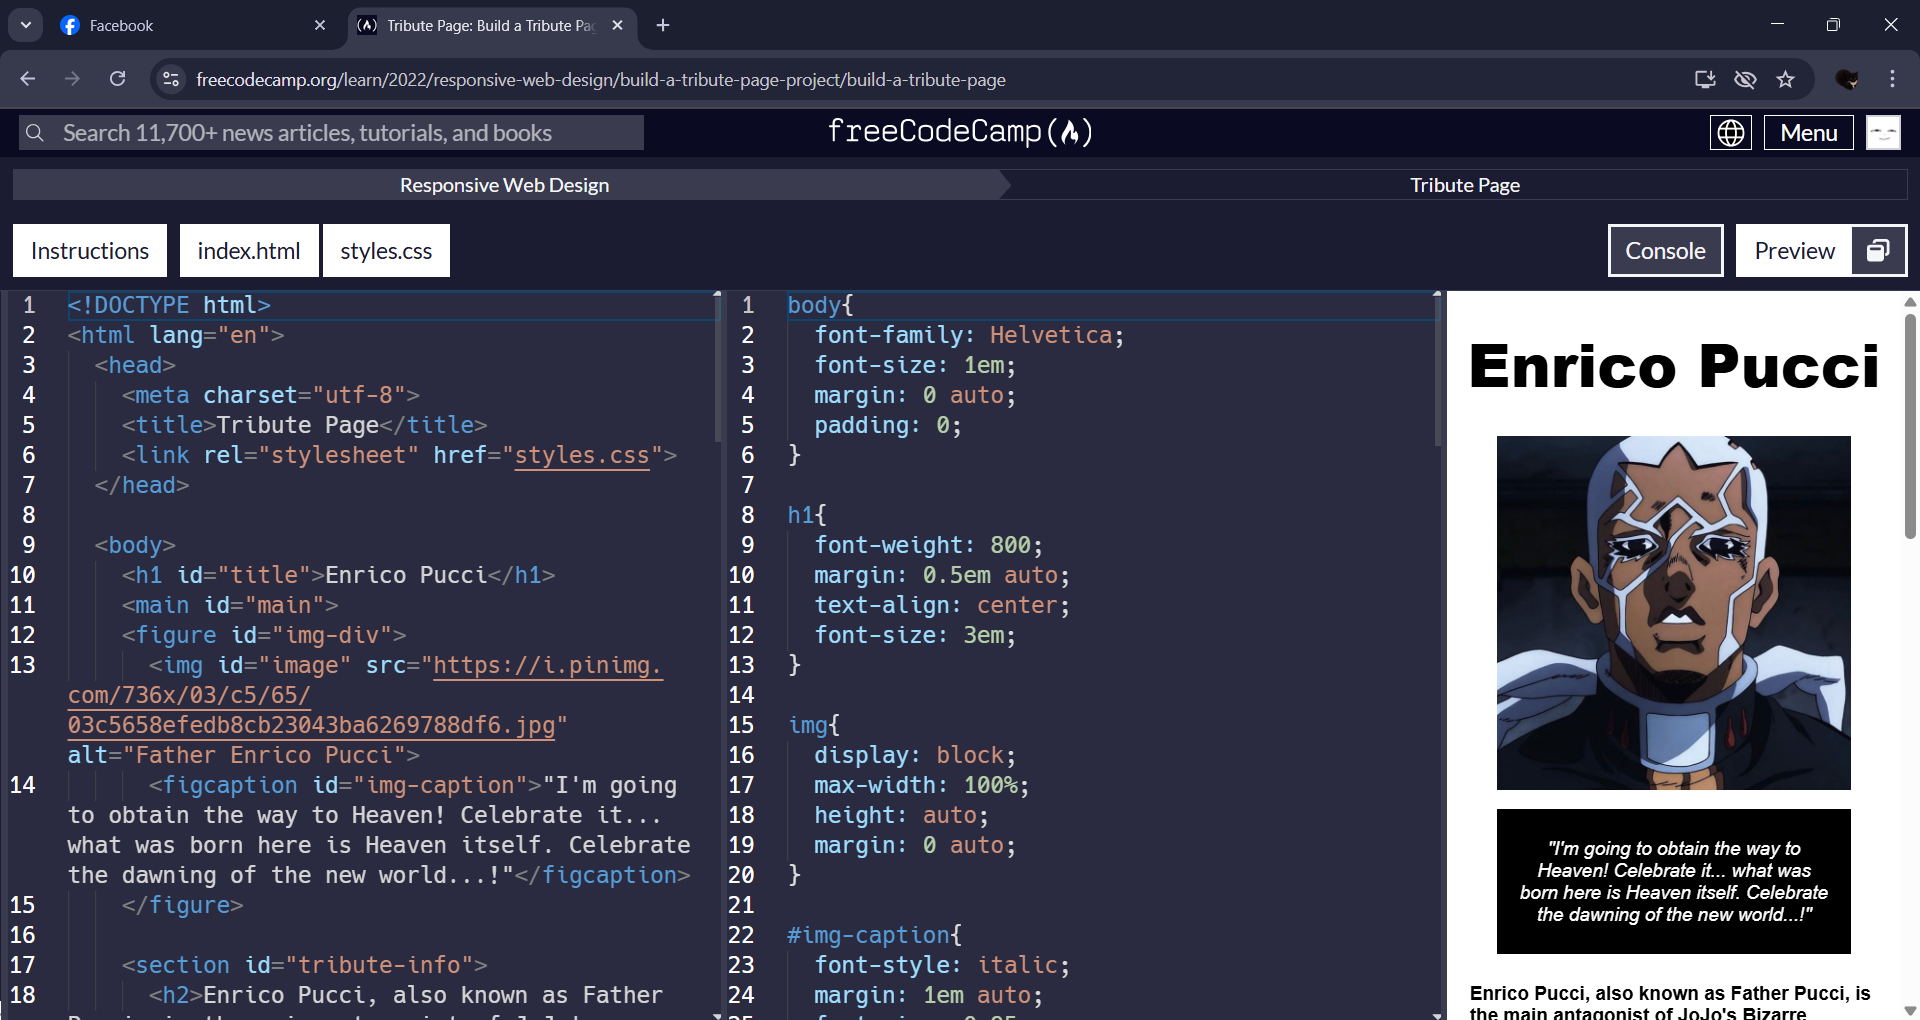 Facebook
Tribute Page: Build a Tribute Pag
freecodecamp.org/learn/2022/responsive-web-design/build-a-tribute-page-project/build-a-tribute-page
Search 11,700+ news articles, tutorials, and books
freeCodeCamp
Menu
Responsive Web Design
Tribute Page
Instructions
index.html
styles.css
Console
Preview
1 <!DOCTYPE html>
2 <html lang="en">
3 <head>
4 <meta charset="utf-8">
5 <title>Tribute Page</title>
6 <link rel="stylesheet" href="styles.css">
7 </head>
8
9 <body>
10 <h1 id="title">Enrico Pucci</h1>
11 <main id="main">
12 <figure id="img-div">
13 <img id="image" src="https://i.pinimg.
com/736x/03/c5/65/
03c5658efedb8cb23043ba6269788df6.jpg"
alt="Father Enrico Pucci">
14 <figcaption id="img-caption">"I'm going
to obtain the way to Heaven! Celebrate it...
what was born here is Heaven itself. Celebrate
the dawning of the new world...!"</figcaption>
15 </figure>
16
17 <section id="tribute-info">
18 <h2>Enrico Pucci, also known as Father
1 body{
2 font-family: Helvetica;
3 font-size: 1em;
4 margin: 0 auto;
5 padding: 0;
6 }
7
8 h1{
9 font-weight: 800;
10 margin: 0.5em auto;
11 text-align: center;
12 font-size: 3em;
13 }
14
15 img{
16 display: block;
17 max-width: 100%;
18 height: auto;
19 margin: 0 auto;
20 }
21
22 #img-caption{
23 font-style: italic;
24 margin: 1em auto;
Enrico Pucci
"I'm going to obtain the way to
Heaven! Celebrate it... what was
born here is Heaven itself. Celebrate
the dawning of the new world...!"
Enrico Pucci, also known as Father Pucci, is
the main antagonist of JoJo's Bizarre